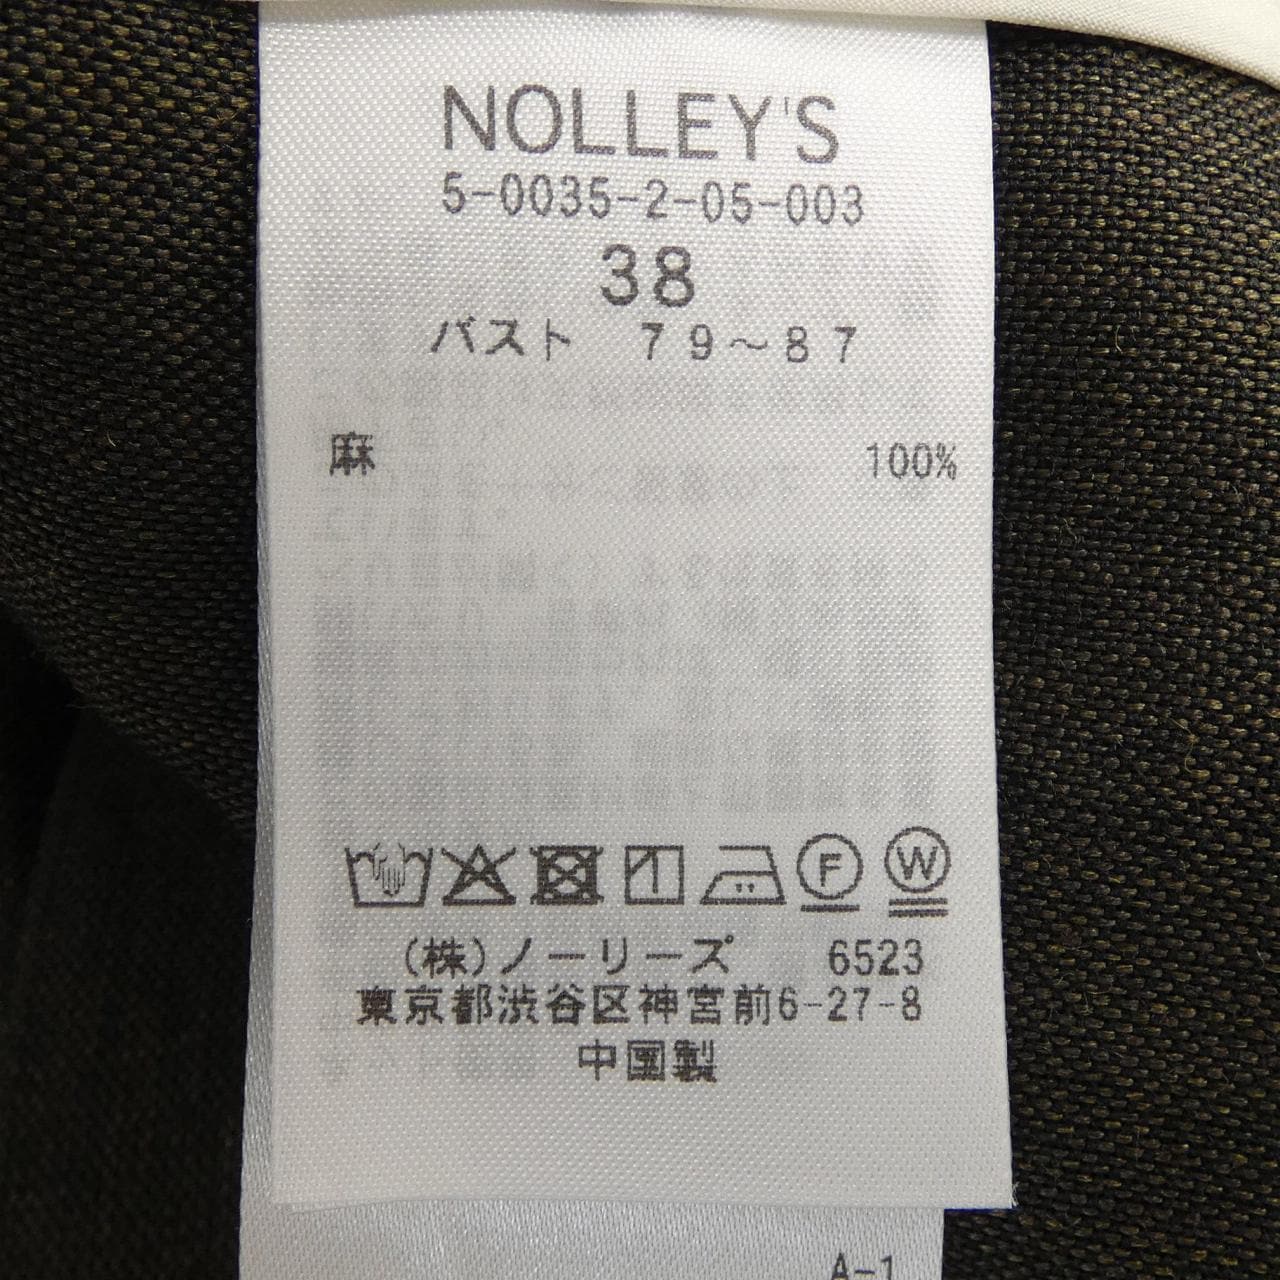 NOLLEY'S
5-0035-2-05-003
38
バスト 79～87
麻 100%
F W
(株)ノーリーズ 6523
東京都渋谷区神宮前6-27-8
中国製
A-1